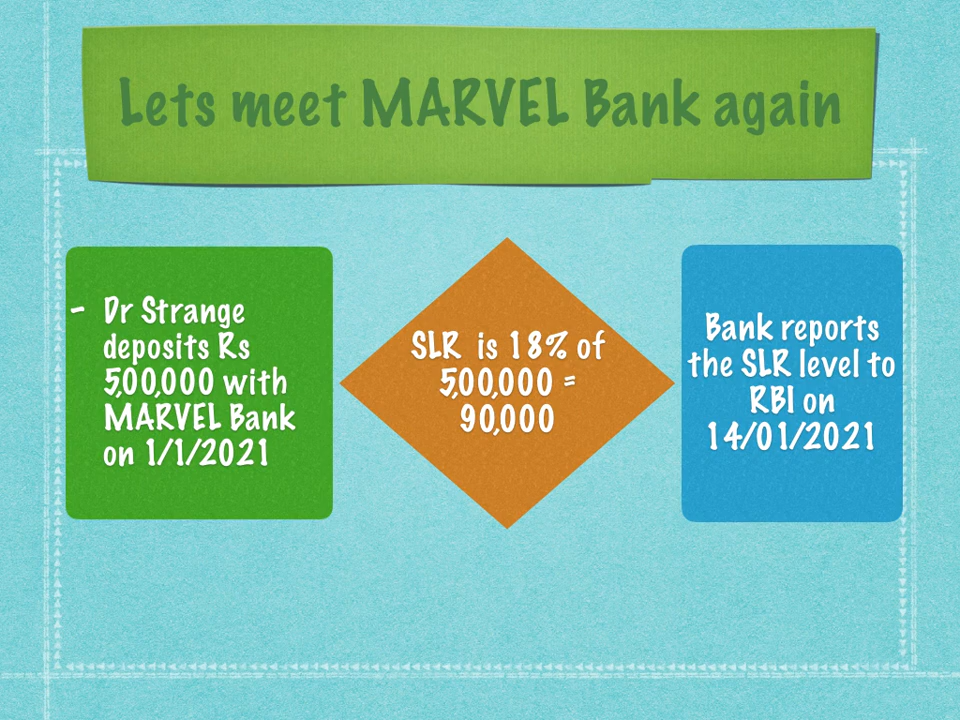 Lets meet MARVEL Bank again
- Dr Strange
deposits Rs
5,00,000 with
MARVEL Bank
on 1/1/2021
SLR is 18% of
5,00,000 =
90,000
Bank reports
the SLR level to
RBI on
14/01/2021